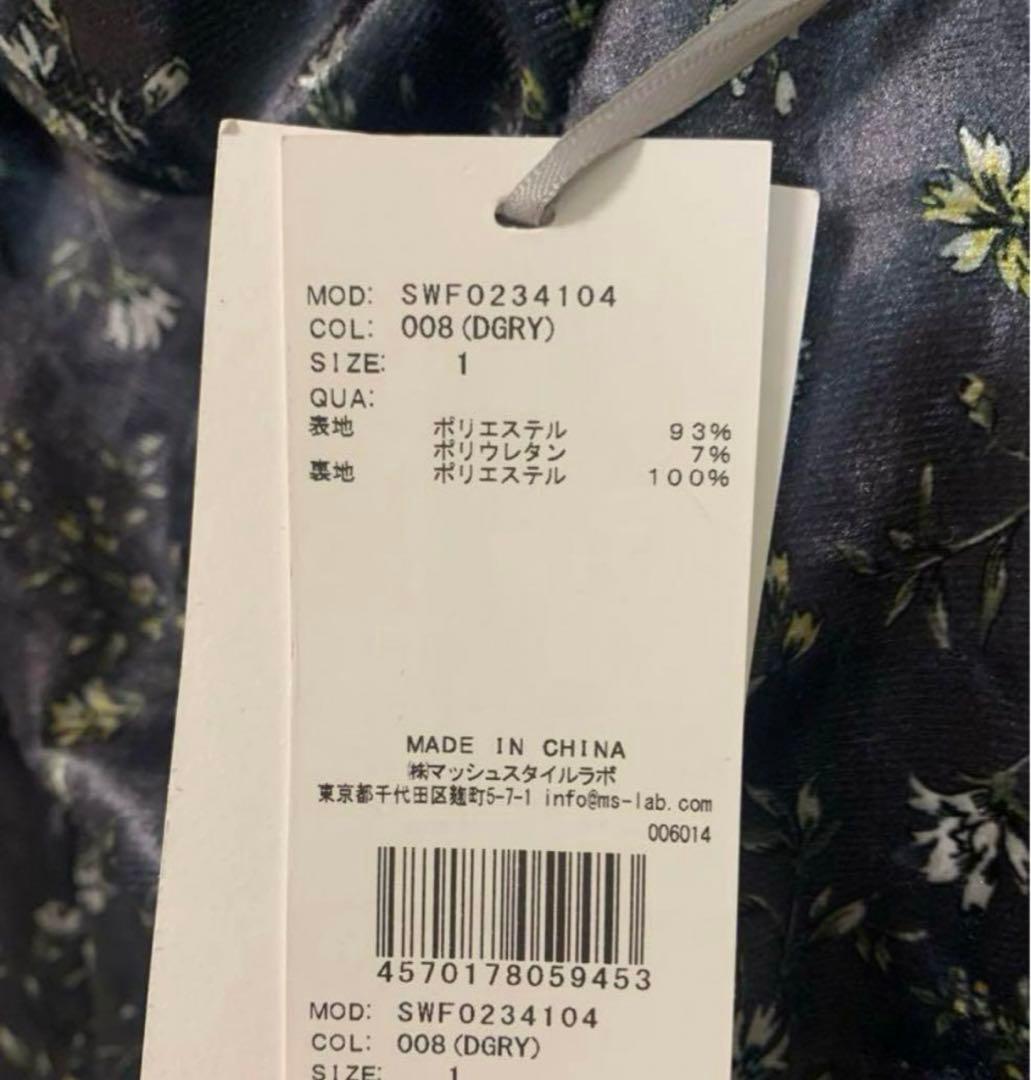 MOD: SWF0234104
COL: 008(DGRY)
SIZE: 1
QUA:
表地 ポリエステル 93%
ポリウレタン 7%
裏地 ポリエステル 100%
MADE IN CHINA
㈱マッシュスタイルラボ
東京都千代田区麹町5-7-1 info@ms-lab.com
006014
4570178059453
MOD: SWF0234104
COL: 008(DGRY)
SIZE: 1